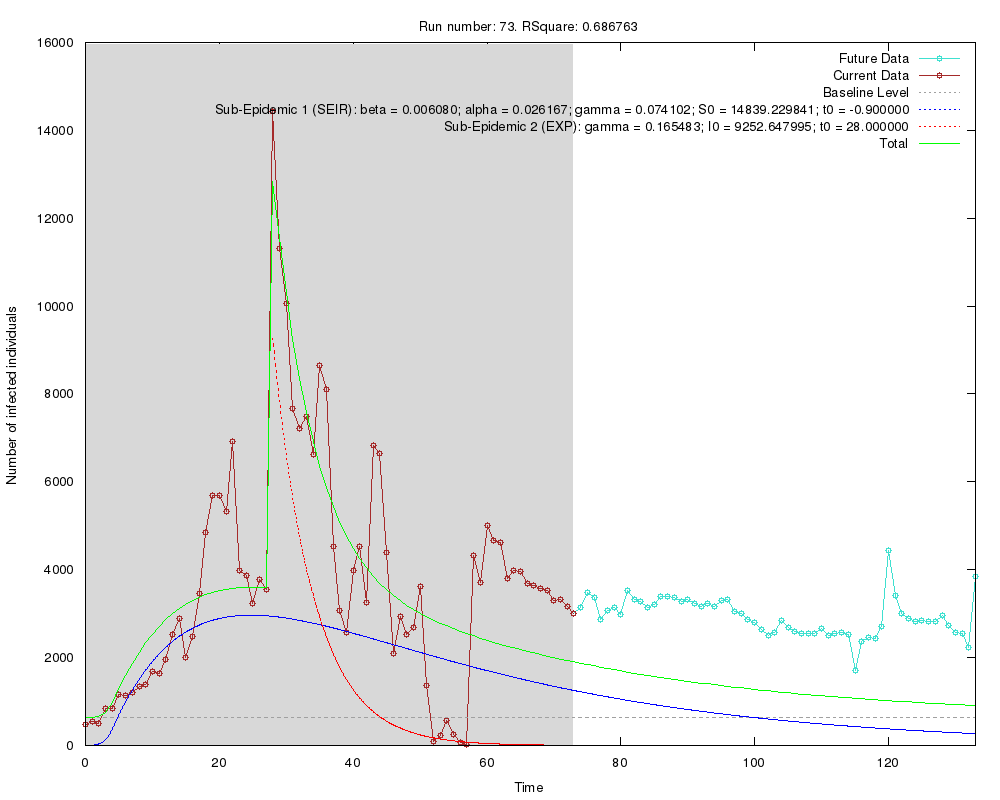 Run number: 73. RSquare: 0.686763
16000
14000
12000
10000
8000
6000
4000
2000
0
Number of infected individuals
Future Data
Current Data
Baseline Level
Sub-Epidemic 1 (SEIR): beta = 0.006080; alpha = 0.026167; gamma = 0.074102; S0 = 14839.229841; t0 = -0.900000
Sub-Epidemic 2 (EXP): gamma = 0.165483; I0 = 9252.647995; t0 = 28.000000
Total
0 20 40 60 80 100 120
Time